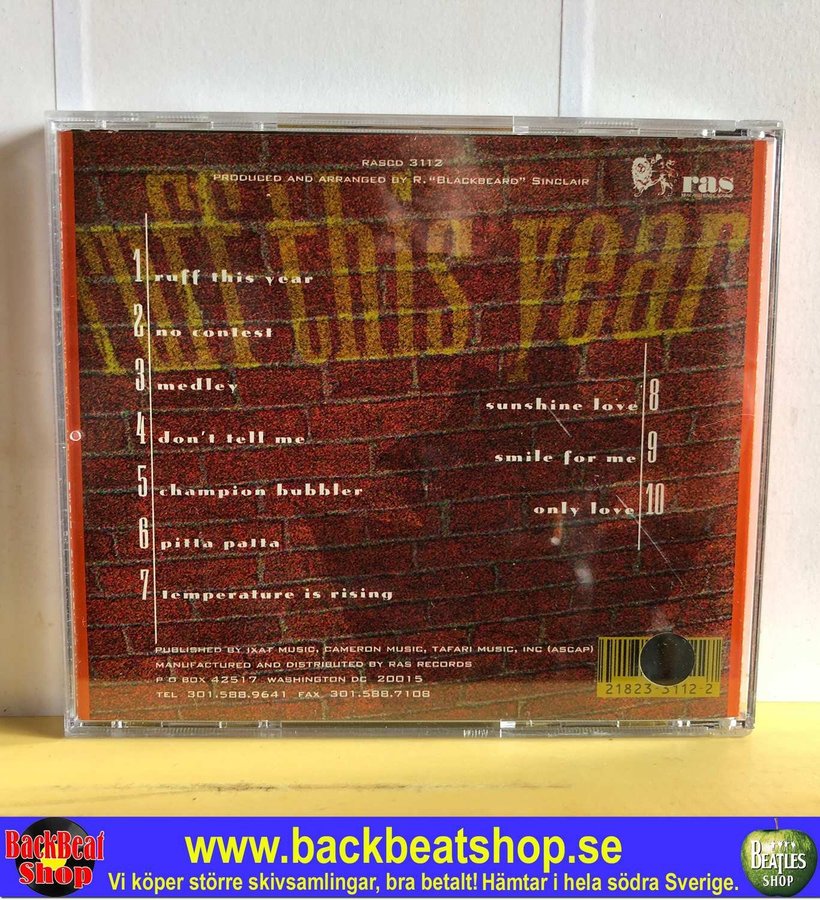 RASCD 3112
PRODUCED AND ARRANGED BY R. "BLACKBEARD" SINCLAIR
ras
ruff this year
1 ruff this year
2 no contest
3 medley
4 don't tell me
5 champion bubbler
6 pitta patta
7 temperature is rising
sunshine love 8
smile for me 9
only love 10
PUBLISHED BY IXAT MUSIC, CAMERON MUSIC, TAFARI MUSIC, INC (ASCAP)
MANUFACTURED AND DISTRIBUTED BY RAS RECORDS
P O BOX 42517 WASHINGTON DC 20015
TEL 301.588.9641 FAX 301.588.7108
21823-3112-2
BackBeat
Shop
www.backbeatshop.se
Vi köper större skivsamlingar, bra betalt! Hämtar i hela södra Sverige.
BEATLES
SHOP